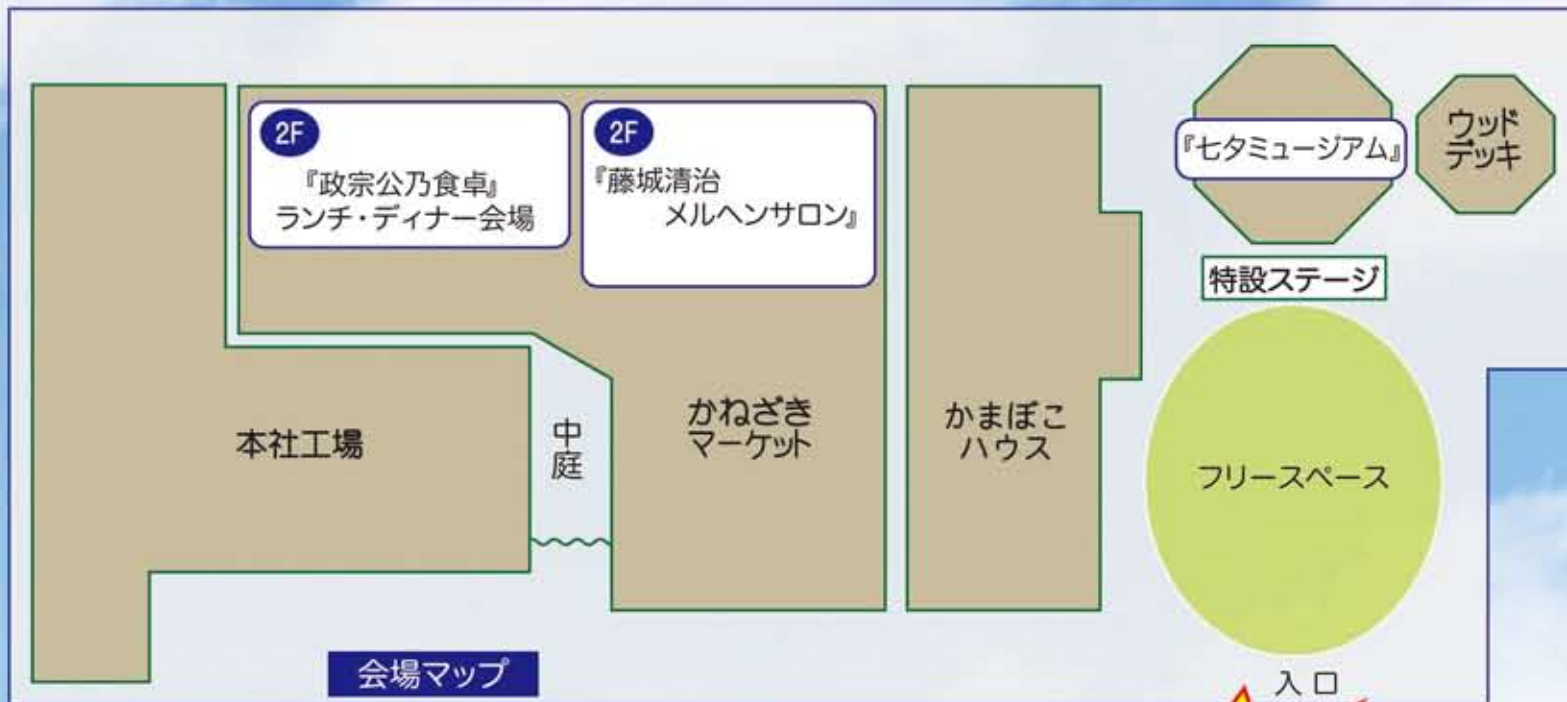 2F
『政宗公乃食卓』
ランチ・ディナー会場
2F
『藤城清治
メルヘンサロン』
『七夕ミュージアム』
ウッド
デッキ
特設ステージ
本社工場
中
庭
かねざき
マーケット
かまぼこ
ハウス
フリースペース
会場マップ
入口